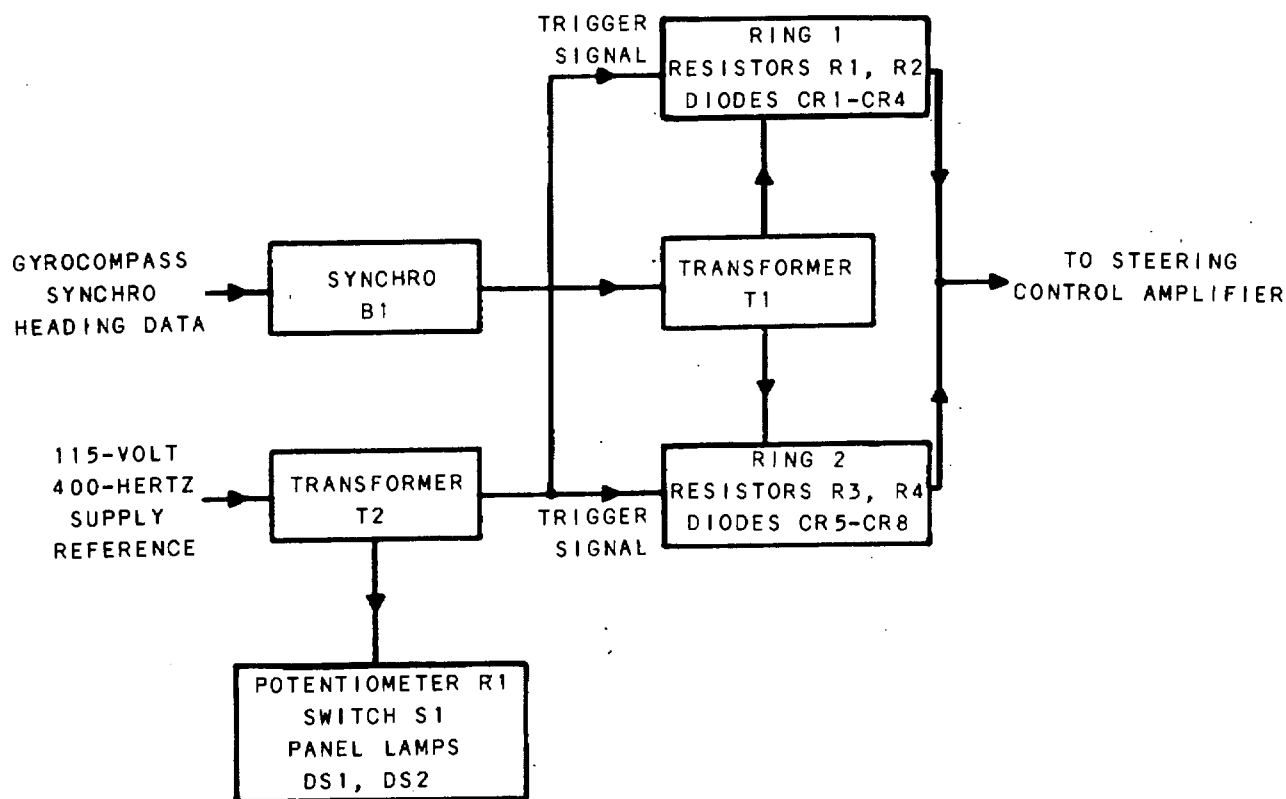 TRIGGER
SIGNAL
RING 1
RESISTORS R1, R2
DIODES CR1-CR4
GYROCOMPASS
SYNCHRO
HEADING DATA
SYNCHRO
B1
TRANSFORMER
T1
TO STEERING
CONTROL AMPLIFIER
115-VOLT
400-HERTZ
SUPPLY
REFERENCE
TRANSFORMER
T2
TRIGGER
SIGNAL
RING 2
RESISTORS R3, R4
DIODES CR5-CR8
POTENTIOMETER R1
SWITCH S1
PANEL LAMPS
DS1, DS2